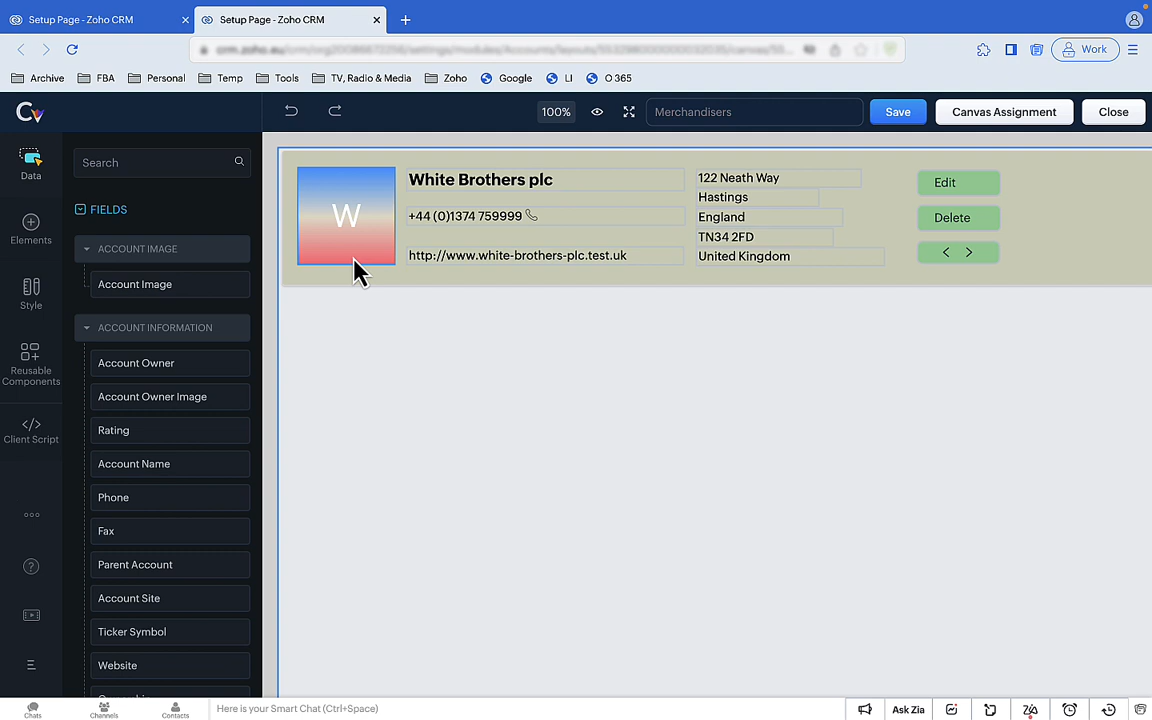 Setup Page - Zoho CRM
Setup Page - Zoho CRM
Work
Archive
FBA
Personal
Temp
Tools
TV, Radio & Media
Zoho
Google
LI
O 365
Cv
100%
Merchandisers
Save
Canvas Assignment
Close
Data
Elements
Style
Reusable
Components
Client Script
Search
FIELDS
ACCOUNT IMAGE
Account Image
ACCOUNT INFORMATION
Account Owner
Account Owner Image
Rating
Account Name
Phone
Fax
Parent Account
Account Site
Ticker Symbol
Website
W
White Brothers plc
+44 (0)1374 759999
http://www.white-brothers-plc.test.uk
122 Neath Way
Hastings
England
TN34 2FD
United Kingdom
Edit
Delete
Chats
Channels
Contacts
Here is your Smart Chat (Ctrl+Space)
Ask Zia